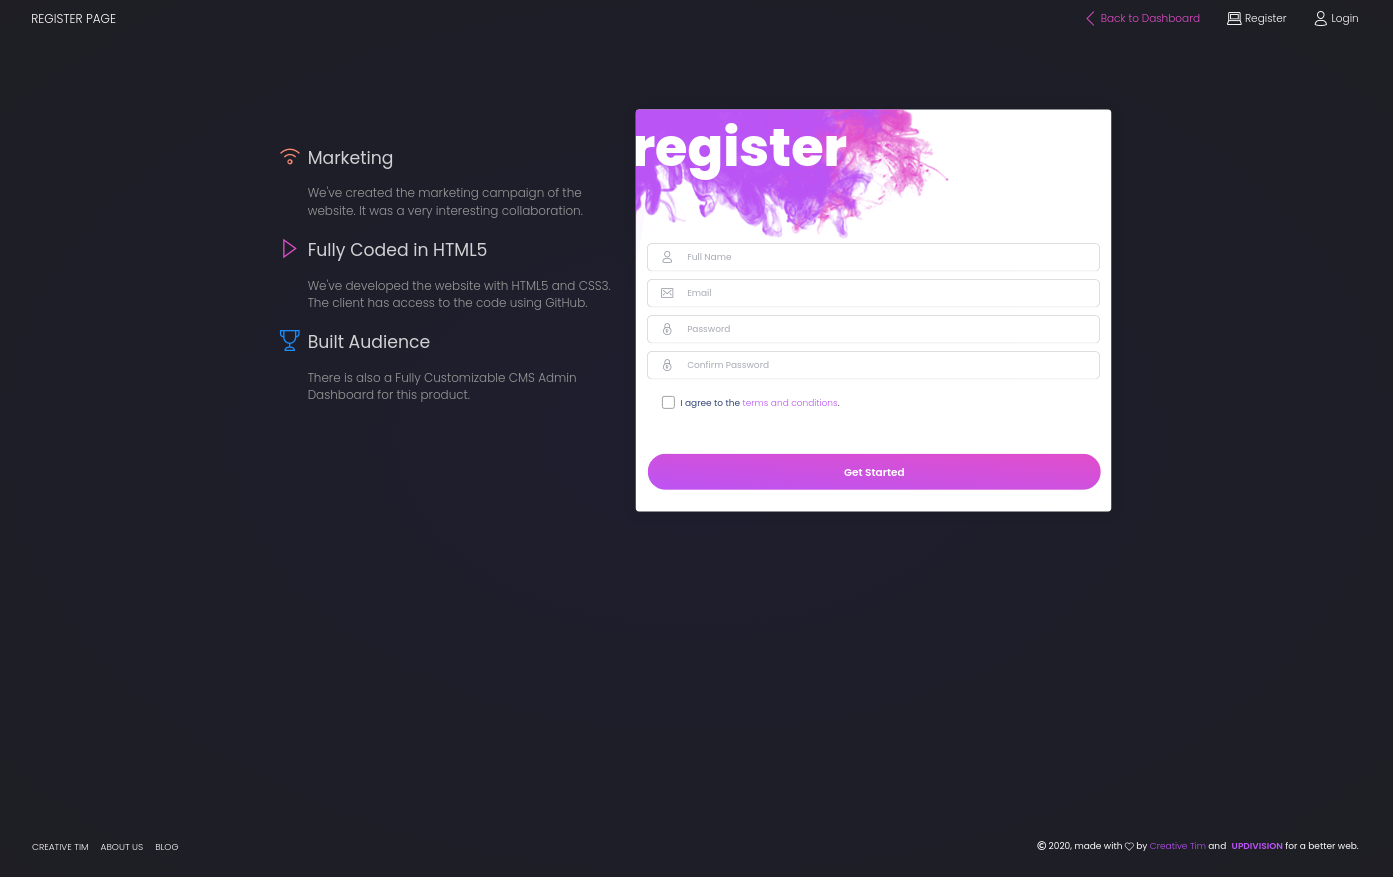 REGISTER PAGE
Back to Dashboard
Register
Login
Marketing
We've created the marketing campaign of the
website. It was a very interesting collaboration.
Fully Coded in HTML5
We've developed the website with HTML5 and CSS3.
The client has access to the code using GitHub.
Built Audience
There is also a Fully Customizable CMS Admin
Dashboard for this product.
register
Full Name
Email
Password
Confirm Password
I agree to the terms and conditions.
Get Started
CREATIVE TIM ABOUT US BLOG
© 2020, made with ♡ by Creative Tim and UPDIVISION for a better web.